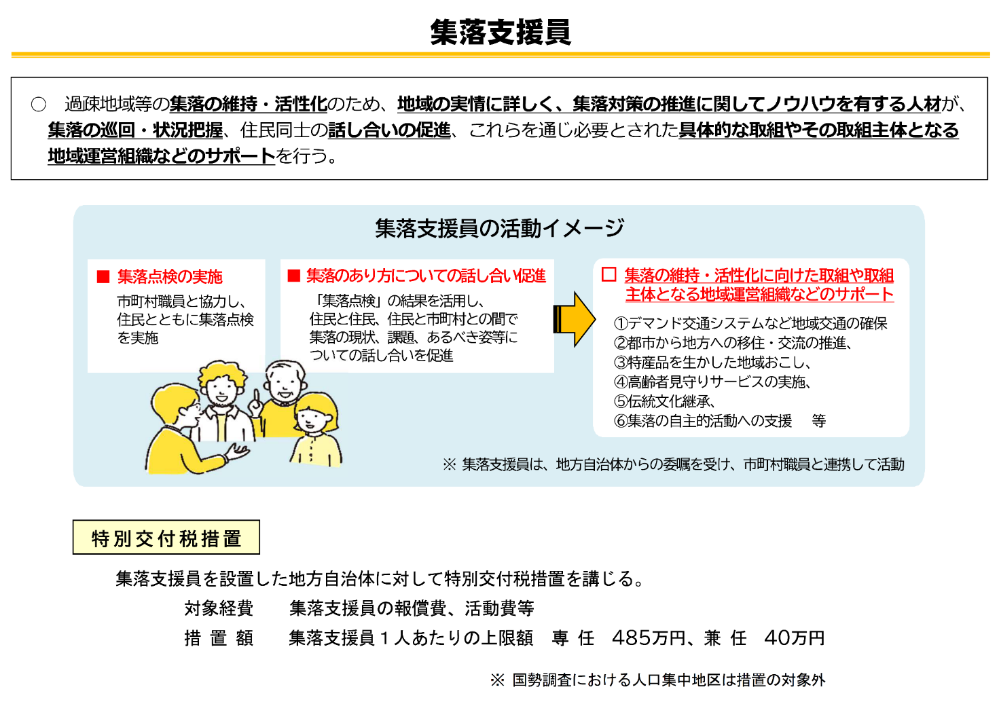 集落支援員
○　過疎地域等の集落の維持・活性化のため、地域の実情に詳しく、集落対策の推進に関してノウハウを有する人材が、
集落の巡回・状況把握、住民同士の話し合いの促進、これらを通じ必要とされた具体的な取組やその取組主体となる
地域運営組織などのサポートを行う。
集落支援員の活動イメージ
■ 集落点検の実施
市町村職員と協力し、
住民とともに集落点検
を実施
■ 集落のあり方についての話し合い促進
「集落点検」の結果を活用し、
住民と住民、住民と市町村との間で
集落の現状、課題、あるべき姿等に
ついての話し合いを促進
□ 集落の維持・活性化に向けた取組や取組
主体となる地域運営組織などのサポート
①デマンド交通システムなど地域交通の確保
②都市から地方への移住・交流の推進、
③特産品を生かした地域おこし、
④高齢者見守りサービスの実施、
⑤伝統文化継承、
⑥集落の自主的活動への支援　等
※ 集落支援員は、地方自治体からの委嘱を受け、市町村職員と連携して活動
特別交付税措置
集落支援員を設置した地方自治体に対して特別交付税措置を講じる。
対象経費　集落支援員の報償費、活動費等
措 置 額　集落支援員１人あたりの上限額　専 任　485万円、兼 任　40万円
※ 国勢調査における人口集中地区は措置の対象外